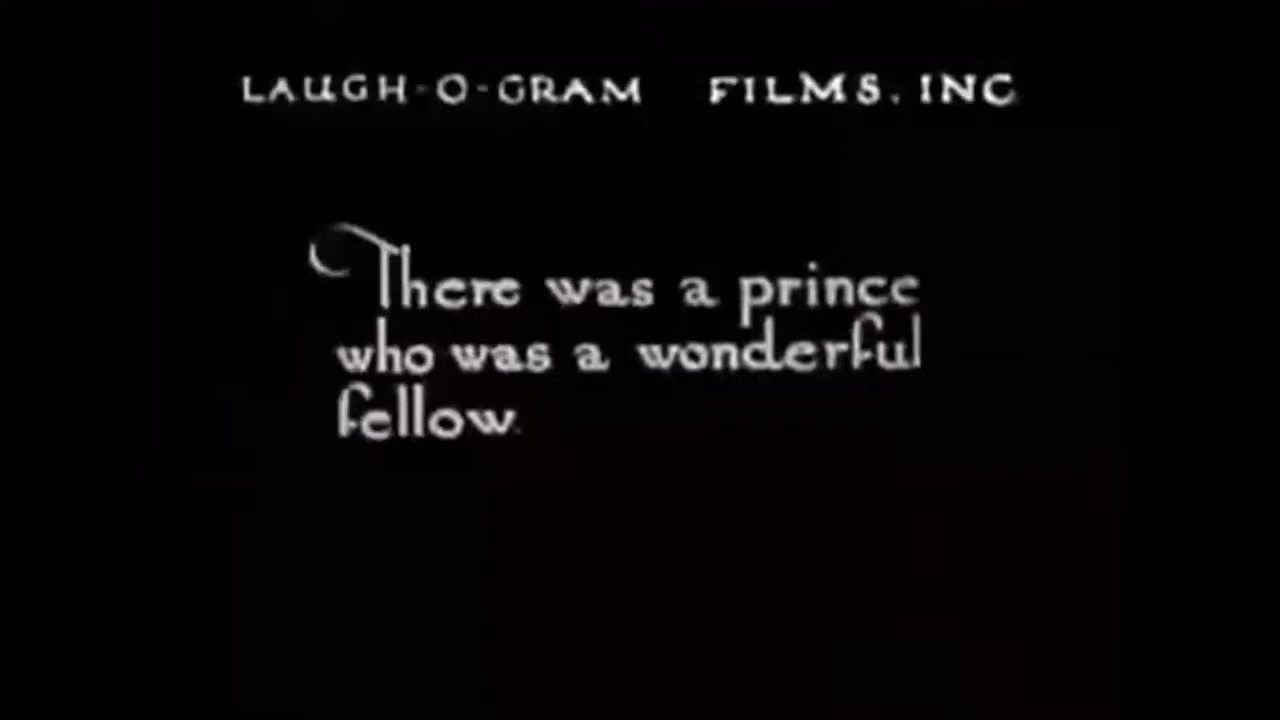 LAUGH-O-GRAM FILMS, INC
There was a prince
who was a wonderful
fellow.